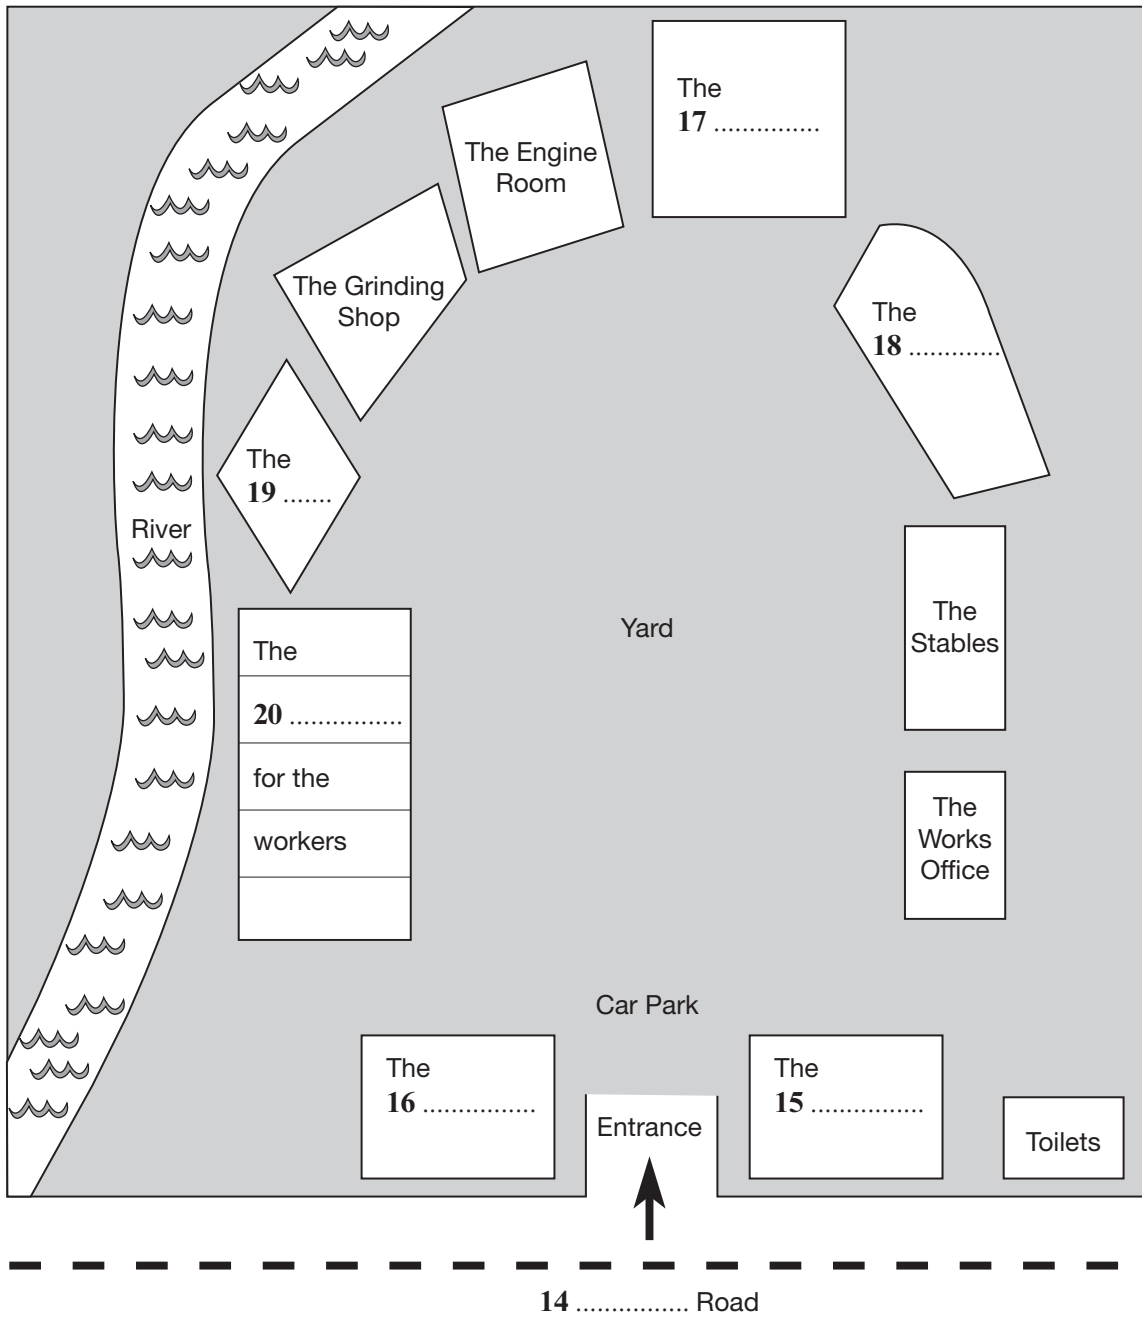 The
17 ...............
The Engine
Room
The Grinding
Shop
The
18 .............
The
19 .......
River
The
20 ................
for the
workers
Yard
The
Stables
The
Works
Office
Car Park
The
16 ................
Entrance
The
15 ................
Toilets
14 ................ Road